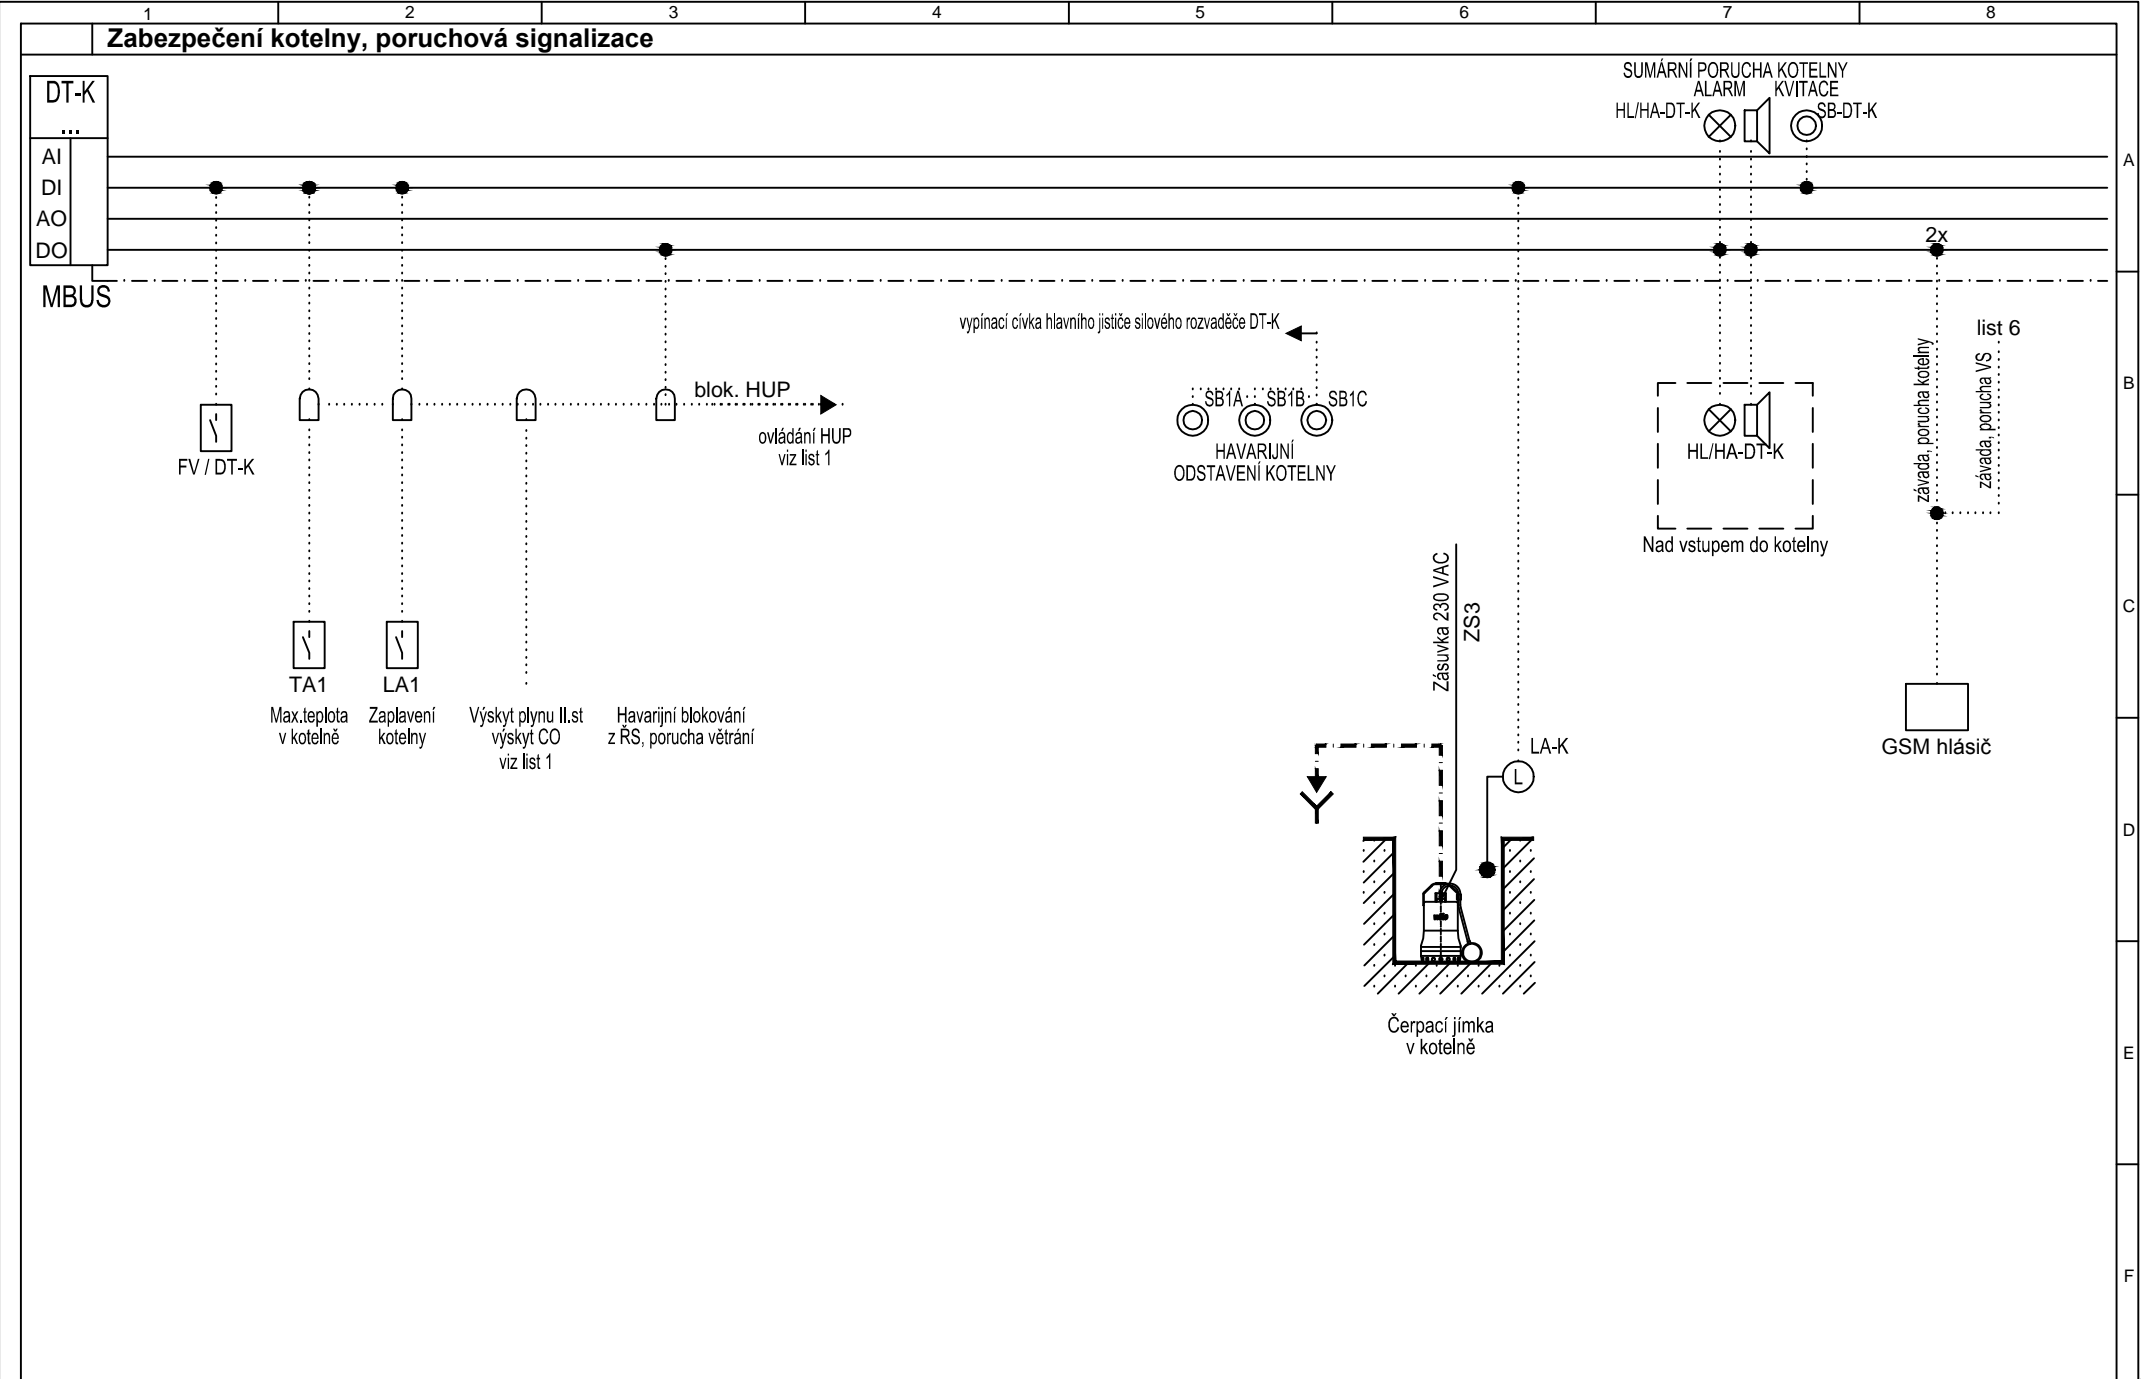 1 2 3 4 5 6 7 8
Zabezpečení kotelny, poruchová signalizace
DT-K
...
AI
DI
AO
DO
MBUS
SUMÁRNÍ PORUCHA KOTELNY
ALARM KVITACE
HL/HA-DT-K
SB-DT-K
2x
A
B
C
D
E
F
FV / DT-K
blok. HUP
ovládání HUP
viz list 1
TA1
Max.teplota
v kotelně
LA1
Zaplavení
kotelny
Výskyt plynu II.st
výskyt CO
viz list 1
Havarijní blokování
z ŘS, porucha větrání
vypínací cívka hlavního jističe silového rozvaděče DT-K
SB1A SB1B SB1C
HAVARIJNÍ
ODSTAVENÍ KOTELNY
Zásuvka 230 VAC
ZS3
LA-K
L
Čerpací jímka
v kotelně
HL/HA-DT-K
Nad vstupem do kotelny
list 6
závada, porucha kotelny
závada, porucha VS
GSM hlásič